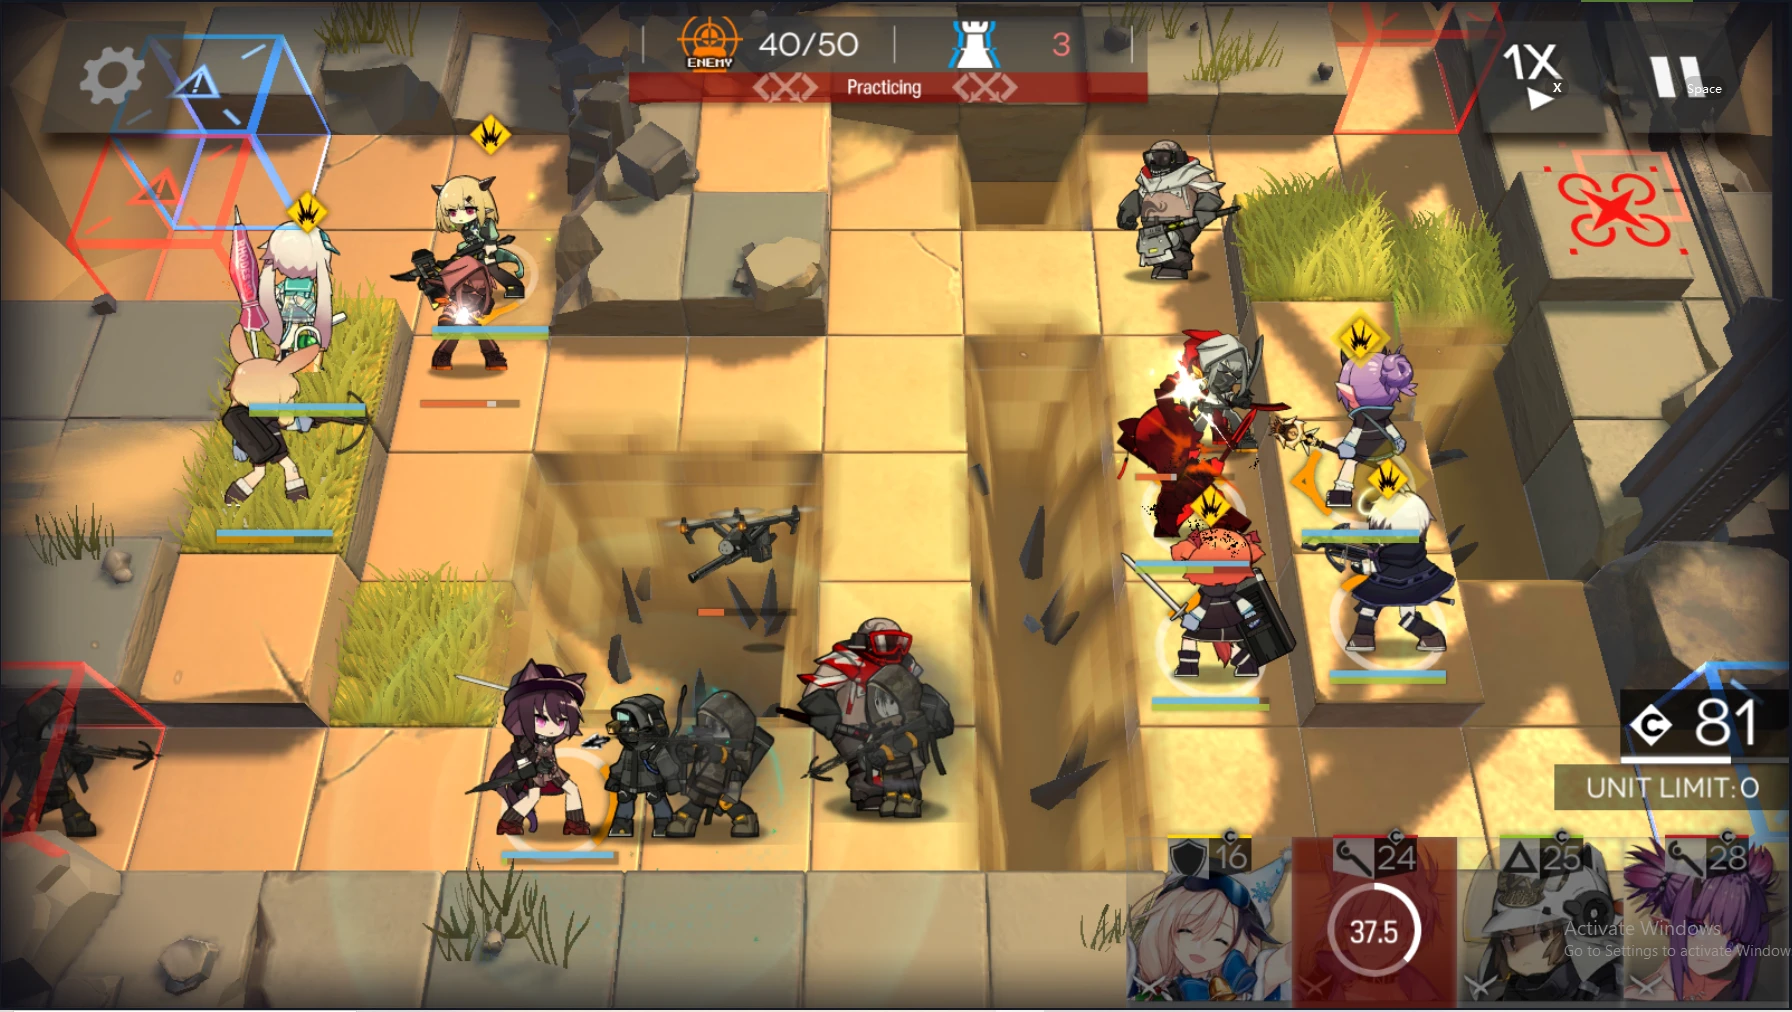 40/50
ENEMY
3
Practicing
1X
X
Space
81
UNIT LIMIT:0
16
24
25
28
37.5
Activate Windows
Go to Settings to activate Window